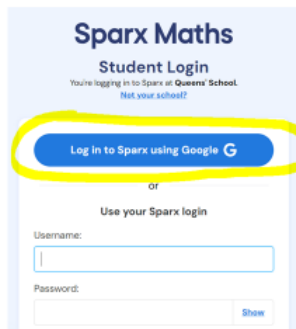 Sparx Maths
Student Login
You're logging in to Sparx at Queens' School.
Not your school?
Log in to Sparx using Google G
or
Use your Sparx login
Username:
Password:
Show